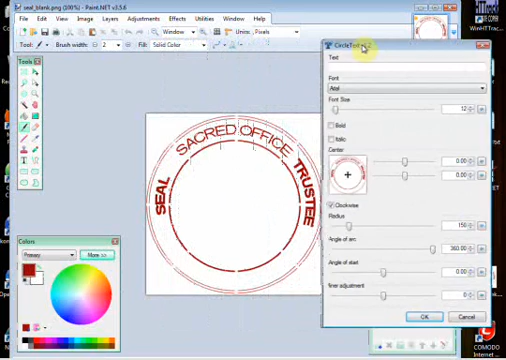 seal_blank.png (100%) - Paint.NET v3.5.6
File Edit View Image Layers Adjustments Effects Utilities Window Help
Window Units: Pixels
Tool: Brush width: 2 Fill: Solid Color
Tools
SACRED OFFICE
SEAL
TRUSTEE
CircleText
Text
Font
Arial
Font Size
12
Bold
Italic
Center
0.00
0.00
Clockwise
Radius
150
Angle of arc
360.00
Angle of start
0.00
finer adjustment
0
OK Cancel
Colors
Primary More >>
WinHTTrac
COMODO